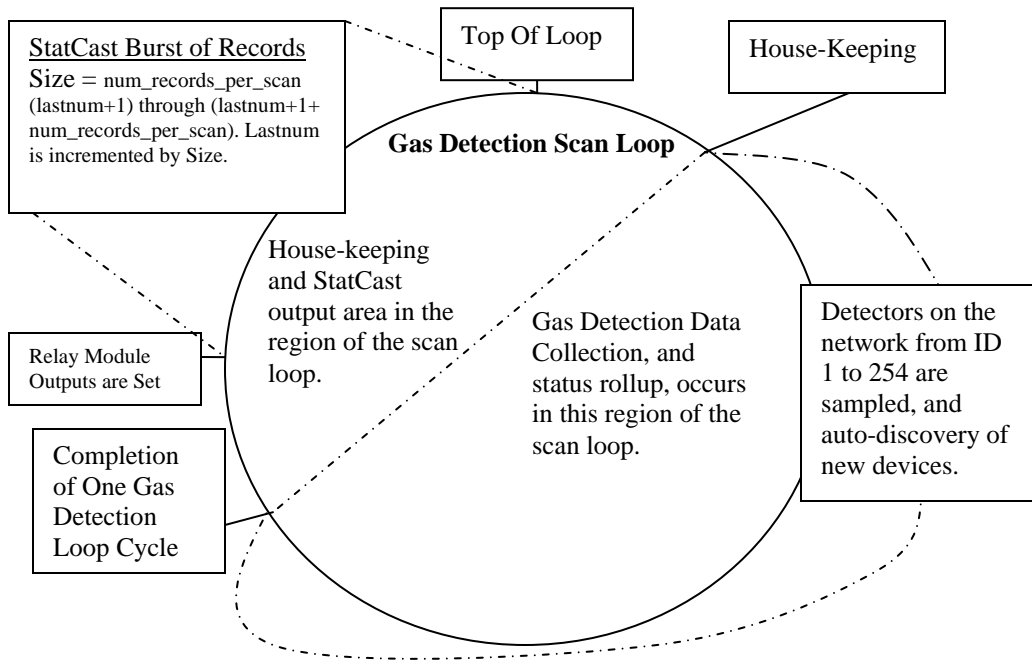 StatCast Burst of Records
Size = num_records_per_scan
(lastnum+1) through (lastnum+1+
num_records_per_scan). Lastnum
is incremented by Size.
Top Of Loop
House-Keeping
Gas Detection Scan Loop
House-keeping
and StatCast
output area in the
region of the scan
loop.
Gas Detection Data
Collection, and
status rollup, occurs
in this region of the
scan loop.
Detectors on the
network from ID
1 to 254 are
sampled, and
auto-discovery of
new devices.
Relay Module
Outputs are Set
Completion
of One Gas
Detection
Loop Cycle